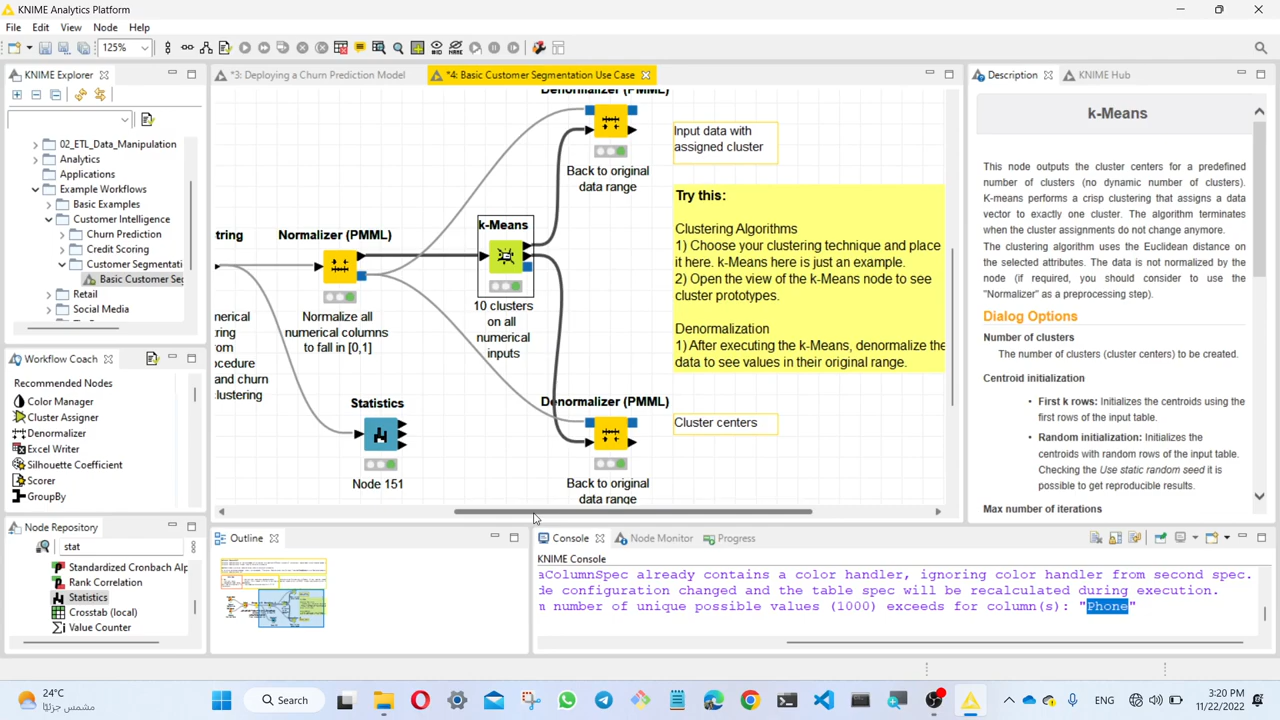 KNIME Analytics Platform
File Edit View Node Help
125%
KNIME Explorer
*3: Deploying a Churn Prediction Model
*4: Basic Customer Segmentation Use Case
Description
KNIME Hub
02_ETL_Data_Manipulation
Analytics
Applications
Example Workflows
Basic Examples
Customer Intelligence
Churn Prediction
Credit Scoring
Customer Segmentati
Basic Customer Seg
Retail
Social Media
Workflow Coach
Recommended Nodes
Color Manager
Cluster Assigner
Denormalizer
Excel Writer
Silhouette Coefficient
Scorer
GroupBy
Node Repository
stat
Standardized Cronbach Alp
Rank Correlation
Statistics
Crosstab (local)
Value Counter
Denormalizer (PMML)
Back to original
data range
Input data with
assigned cluster
tring
Normalizer (PMML)
Normalize all
numerical columns
to fall in [0,1]
k-Means
10 clusters
on all
numerical
inputs
nerical
ring
om
ocedure
and churn
lustering
Try this:
Clustering Algorithms
1) Choose your clustering technique and place
it here. k-Means here is just an example.
2) Open the view of the k-Means node to see
cluster prototypes.
Denormalization
1) After executing the k-Means, denormalize the
data to see values in their original range.
Statistics
Node 151
Denormalizer (PMML)
Back to original
data range
Cluster centers
k-Means
This node outputs the cluster centers for a predefined
number of clusters (no dynamic number of clusters).
K-means performs a crisp clustering that assigns a data
vector to exactly one cluster. The algorithm terminates
when the cluster assignments do not change anymore.
The clustering algorithm uses the Euclidean distance on
the selected attributes. The data is not normalized by
the node (if required, you should consider to use the
"Normalizer" as a preprocessing step).
Dialog Options
Number of clusters
The number of clusters (cluster centers) to be created.
Centroid initialization
• First k rows: Initializes the centroids using the
first rows of the input table.
• Random initialization: Initializes the
centroids with random rows of the input table.
Checking the Use static random seed it is
possible to get reproducible results.
Max number of iterations
Outline
Console
Node Monitor
Progress
KNIME Console
aColumnSpec already contains a color handler, ignoring color handler from second spec.
de configuration changed and the table spec will be recalculated during execution.
m number of unique possible values (1000) exceeds for column(s): "Phone"
24°C
مشمس جزئيًا
Search
ENG
3:20 PM
11/22/2022